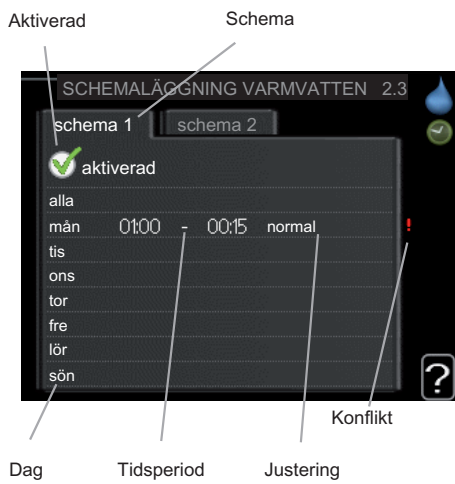 Aktiverad Schema
SCHEMALÄGGNING VARMVATTEN 2.3
schema 1 schema 2
aktiverad
alla
mån 01:00 - 00:15 normal !
tis
ons
tor
fre
lör
sön
?
Konflikt
Dag Tidsperiod Justering